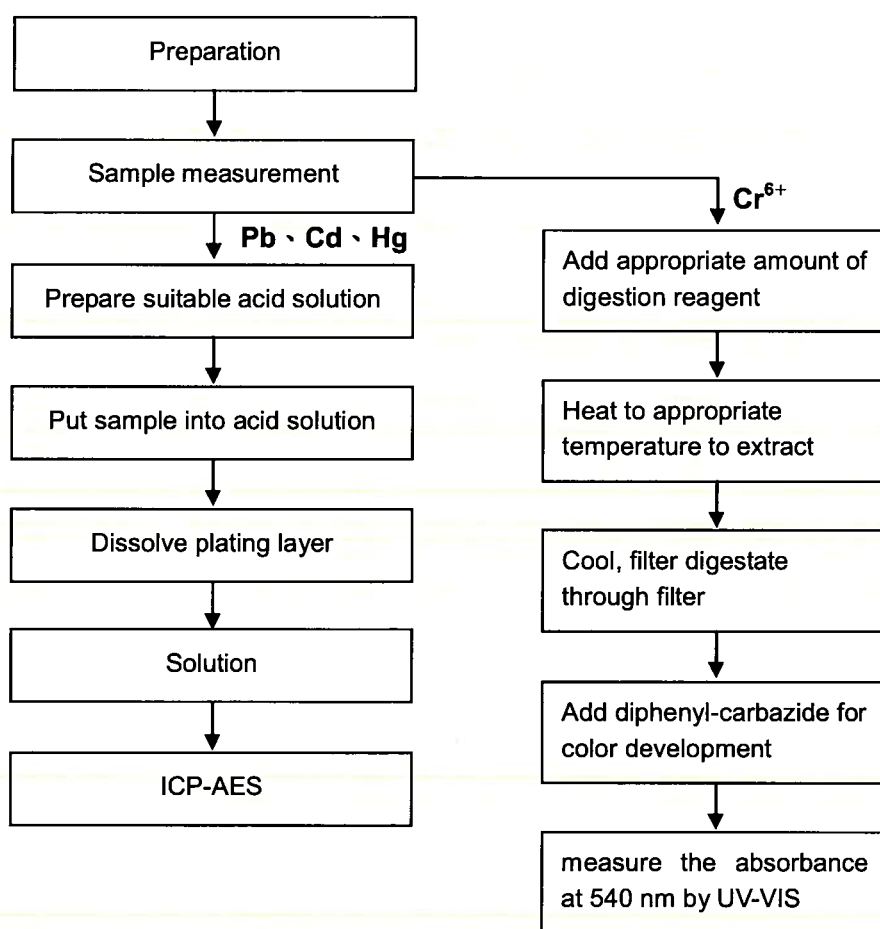 Preparation
Sample measurement
Pb、Cd、Hg
Prepare suitable acid solution
Put sample into acid solution
Dissolve plating layer
Solution
ICP-AES
Cr⁶⁺
Add appropriate amount of
digestion reagent
Heat to appropriate
temperature to extract
Cool, filter digestate
through filter
Add diphenyl-carbazide for
color development
measure the absorbance
at 540 nm by UV-VIS